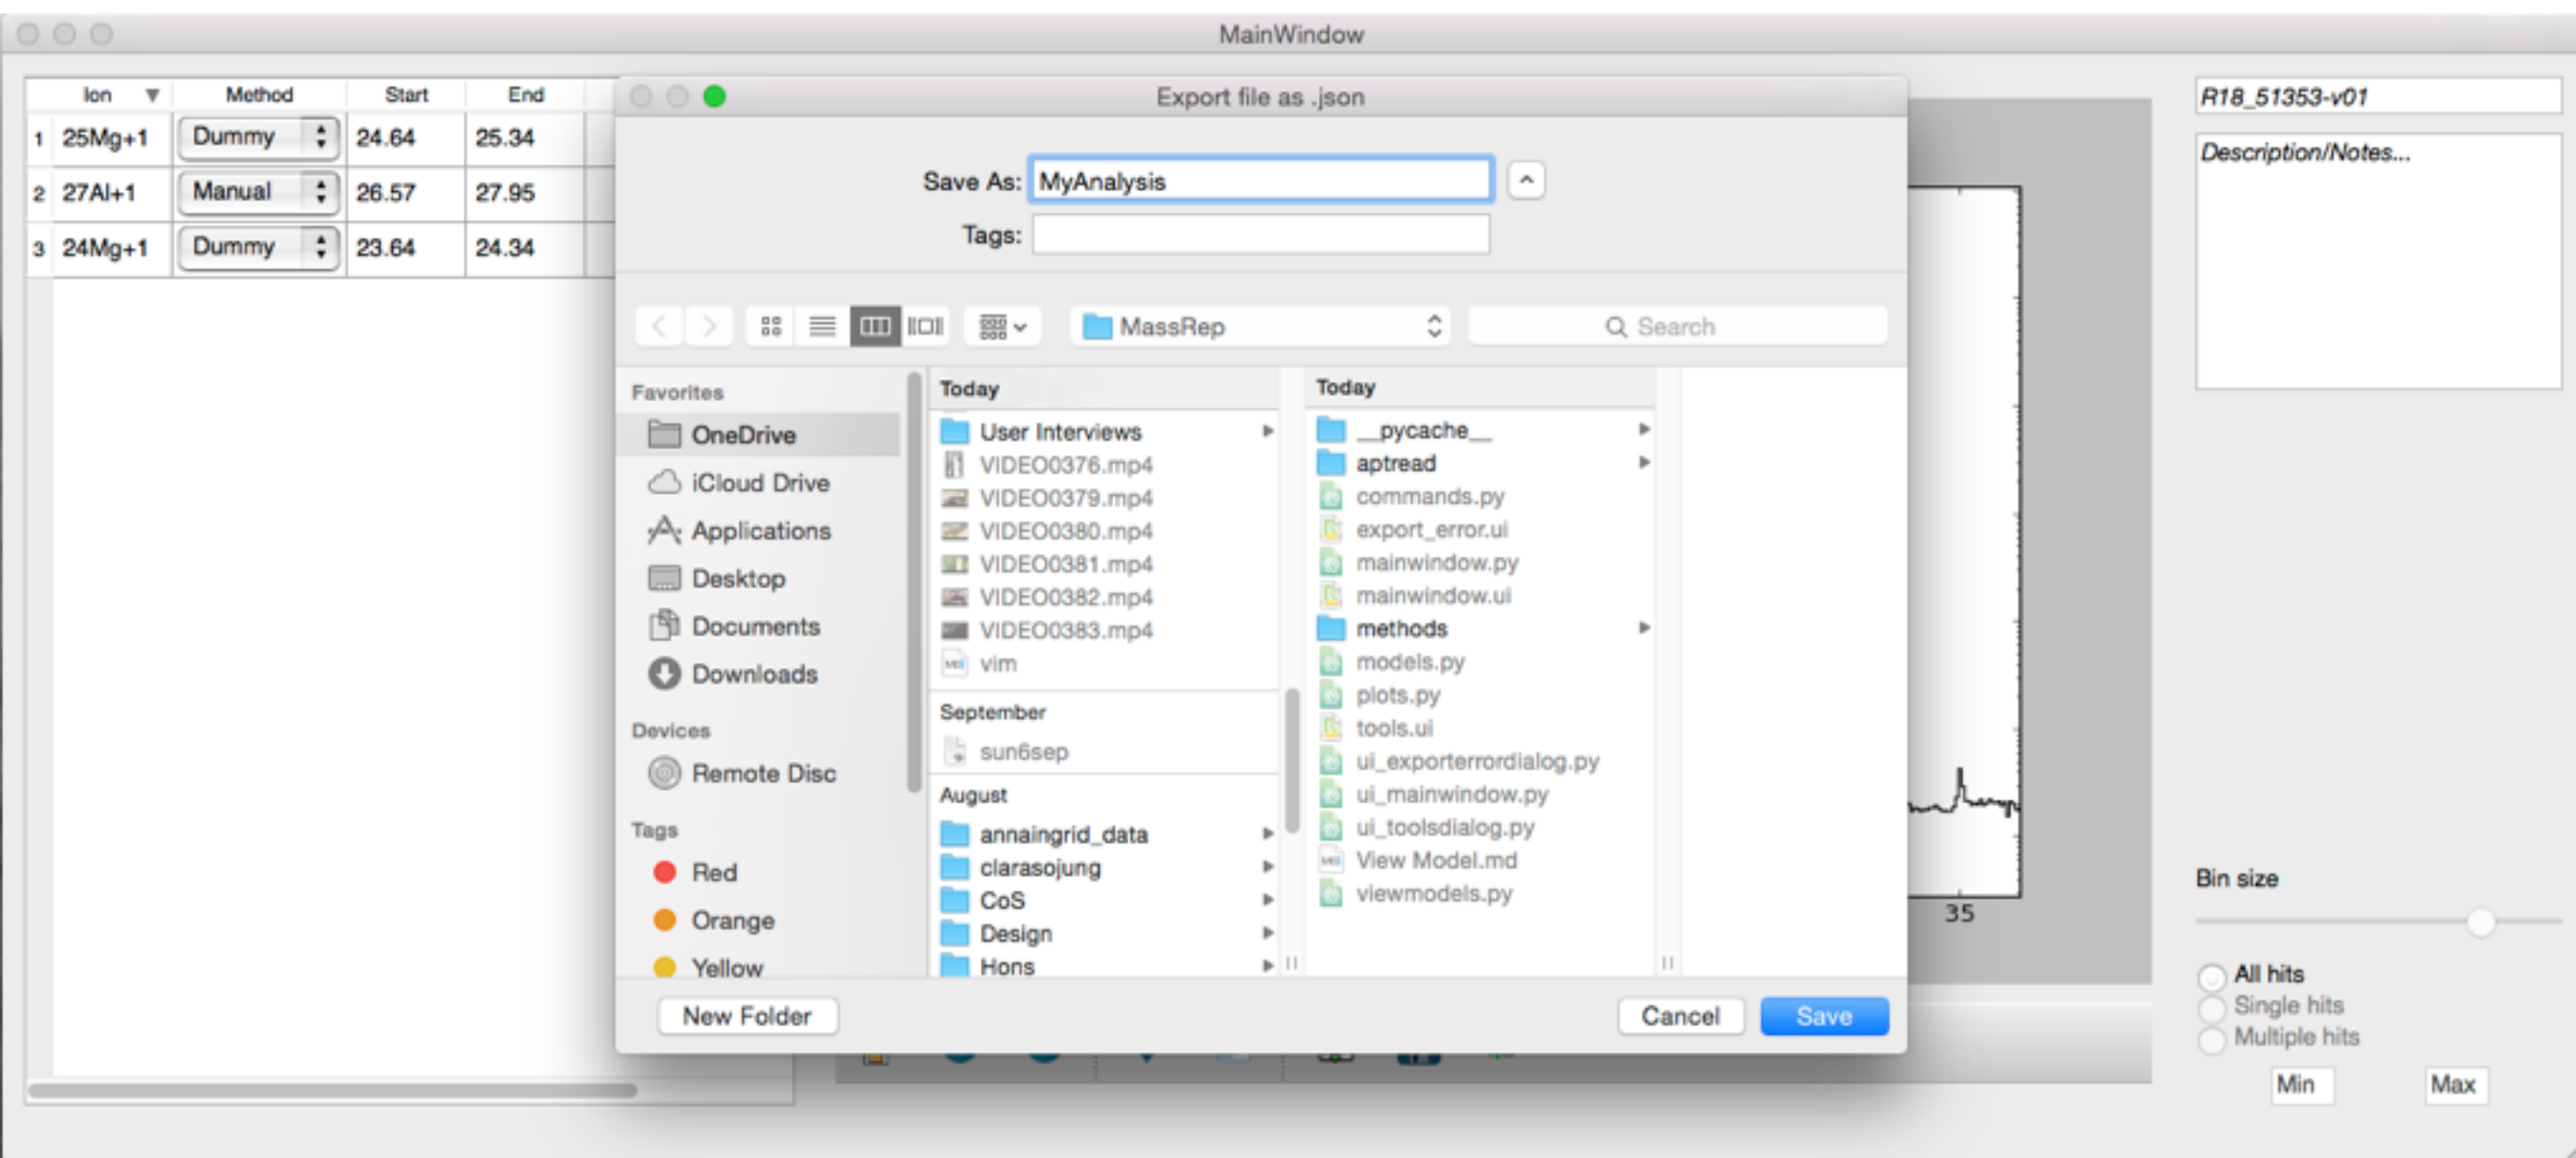 MainWindow
Ion Method Start End
1 25Mg+1 Dummy 24.64 25.34
2 27Al+1 Manual 26.57 27.95
3 24Mg+1 Dummy 23.64 24.34
Export file as .json
Save As: MyAnalysis
Tags:
MassRep
Search
Favorites
OneDrive
iCloud Drive
Applications
Desktop
Documents
Downloads
Devices
Remote Disc
Tags
Red
Orange
Yellow
Today
User Interviews
VIDEO0376.mp4
VIDEO0379.mp4
VIDEO0380.mp4
VIDEO0381.mp4
VIDEO0382.mp4
VIDEO0383.mp4
vim
September
sun6sep
August
annaingrid_data
clarasojung
CoS
Design
Hons
Today
__pycache__
aptread
commands.py
export_error.ui
mainwindow.py
mainwindow.ui
methods
models.py
plots.py
tools.ui
ui_exporterrordialog.py
ui_mainwindow.py
ui_toolsdialog.py
View Model.md
viewmodels.py
New Folder
Cancel
Save
35
R18_51353-v01
Description/Notes...
Bin size
All hits
Single hits
Multiple hits
Min
Max